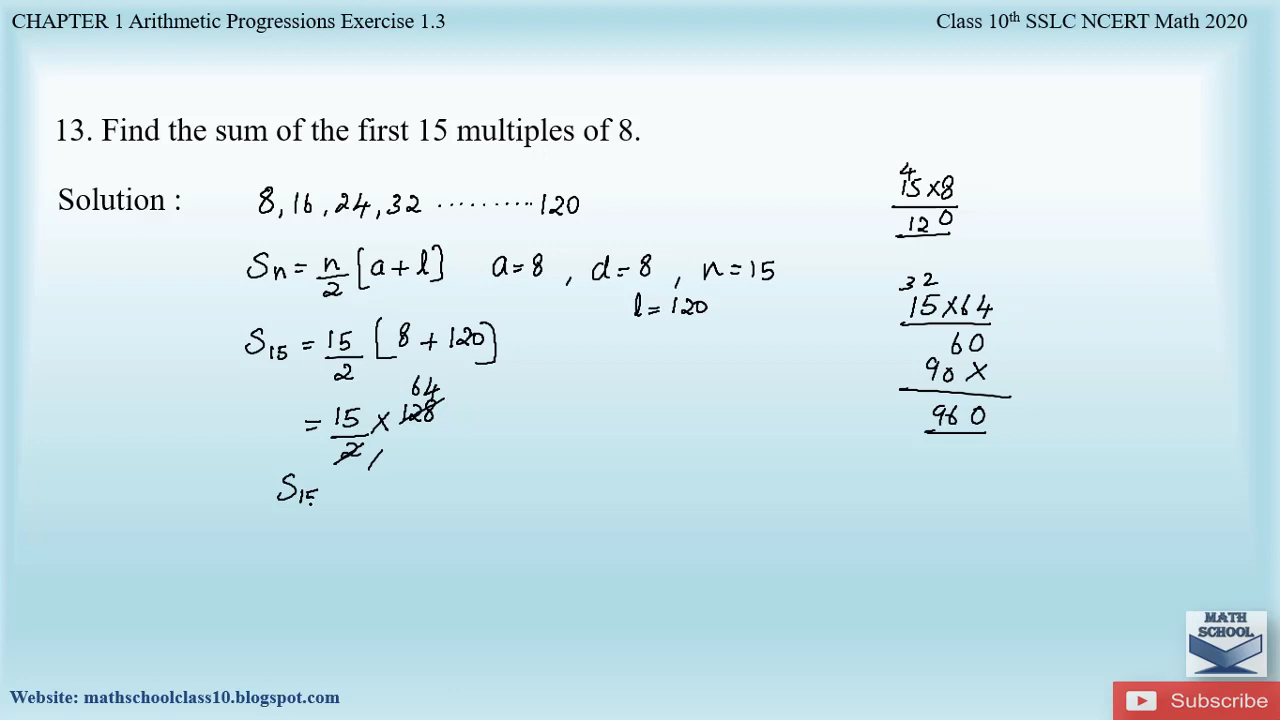 CHAPTER 1 Arithmetic Progressions Exercise 1.3
Class 10th SSLC NCERT Math 2020
13. Find the sum of the first 15 multiples of 8.
Solution : 8, 16, 24, 32 .......... 120
Sn = n/2 [a + l] a = 8 , d = 8 , n = 15
l = 120
S15 = 15/2 [8 + 120]
64
= 15/2 × 128
1
S15
4
15 × 8
120
32
15 × 64
60
90 ×
960
MATH
SCHOOL
Website: mathschoolclass10.blogspot.com
Subscribe